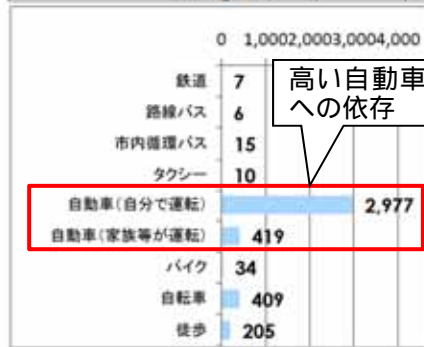 0 1,0002,0003,0004,000
高い自動車
への依存
鉄道 7
路線バス 6
市内循環バス 15
タクシー 10
自動車(自分で運転) 2,977
自動車(家族等が運転) 419
バイク 34
自転車 409
徒歩 205